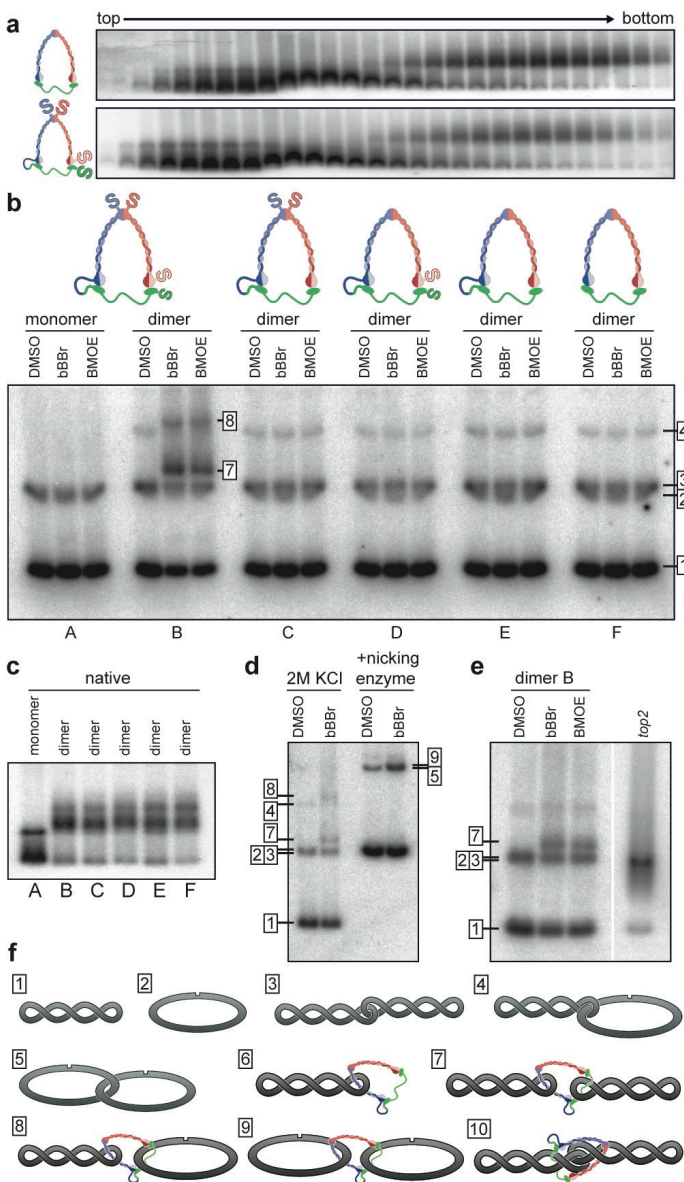 a
top
bottom
S S
S
S
b
S S
S
S
S S
S
S
monomer dimer dimer dimer dimer dimer
DMSO bBBr BMOE DMSO bBBr BMOE DMSO bBBr BMOE DMSO bBBr BMOE DMSO bBBr BMOE DMSO bBBr BMOE
8
4
7
3
2
1
A B C D E F
c
native
monomer dimer dimer dimer dimer dimer
A B C D E F
d
2M KCl
+nicking
enzyme
DMSO bBBr DMSO bBBr
9
5
8
4
7
2 3
1
e
dimer B
DMSO bBBr BMOE top2
7
2 3
1
f
1 2 3 4
5 6 7
8 9 10